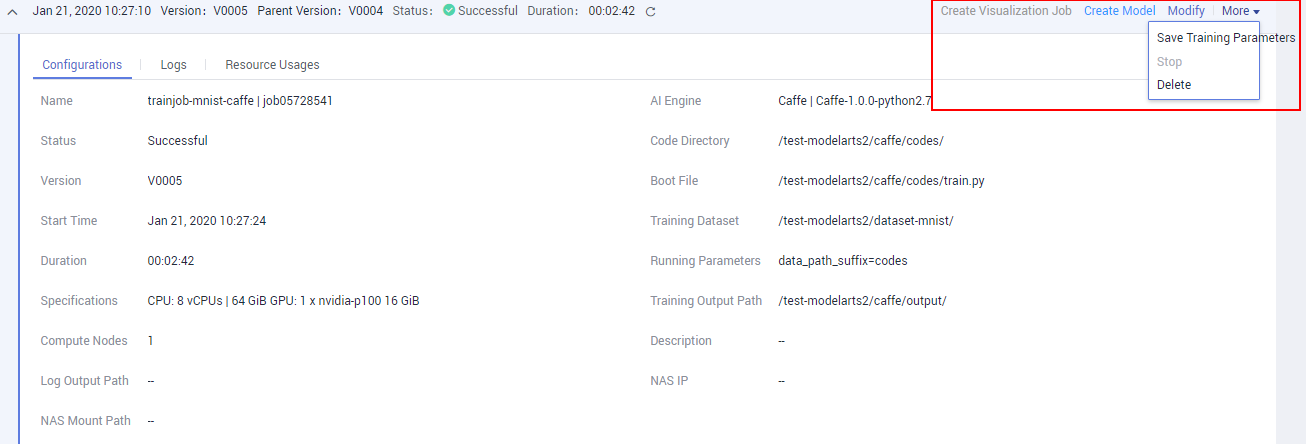 Jan 21, 2020 10:27:10 Version: V0005 Parent Version: V0004 Status: Successful Duration: 00:02:42 Create Visualization Job Create Model Modify More
Save Training Parameters
Stop
Delete
Configurations Logs Resource Usages
Name trainjob-mnist-caffe | job05728541 AI Engine Caffe | Caffe-1.0.0-python2.7
Status Successful Code Directory /test-modelarts2/caffe/codes/
Version V0005 Boot File /test-modelarts2/caffe/codes/train.py
Start Time Jan 21, 2020 10:27:24 Training Dataset /test-modelarts2/dataset-mnist/
Duration 00:02:42 Running Parameters data_path_suffix=codes
Specifications CPU: 8 vCPUs | 64 GiB GPU: 1 x nvidia-p100 16 GiB Training Output Path /test-modelarts2/caffe/output/
Compute Nodes 1 Description --
Log Output Path -- NAS IP --
NAS Mount Path --